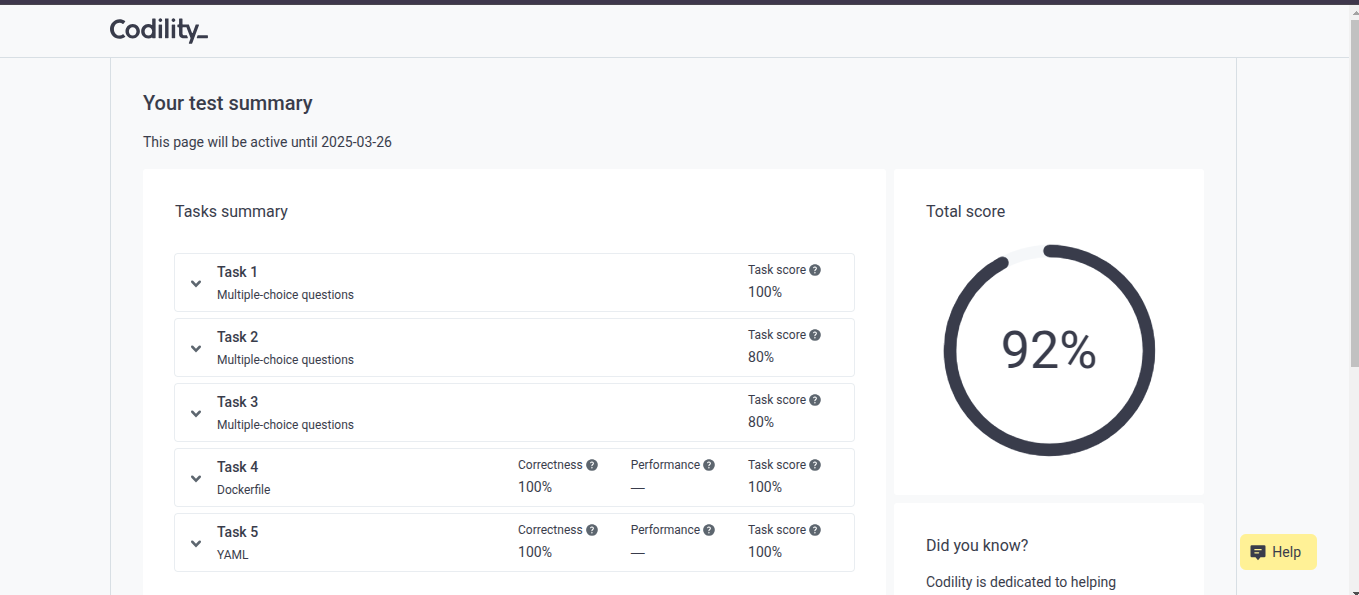 Codility_
Your test summary
This page will be active until 2025-03-26
Tasks summary
Task 1
Multiple-choice questions
Task score ?
100%
Task 2
Multiple-choice questions
Task score ?
80%
Task 3
Multiple-choice questions
Task score ?
80%
Task 4
Dockerfile
Correctness ?
100%
Performance ?
—
Task score ?
100%
Task 5
YAML
Correctness ?
100%
Performance ?
—
Task score ?
100%
Total score
92%
Did you know?
Codility is dedicated to helping
Help